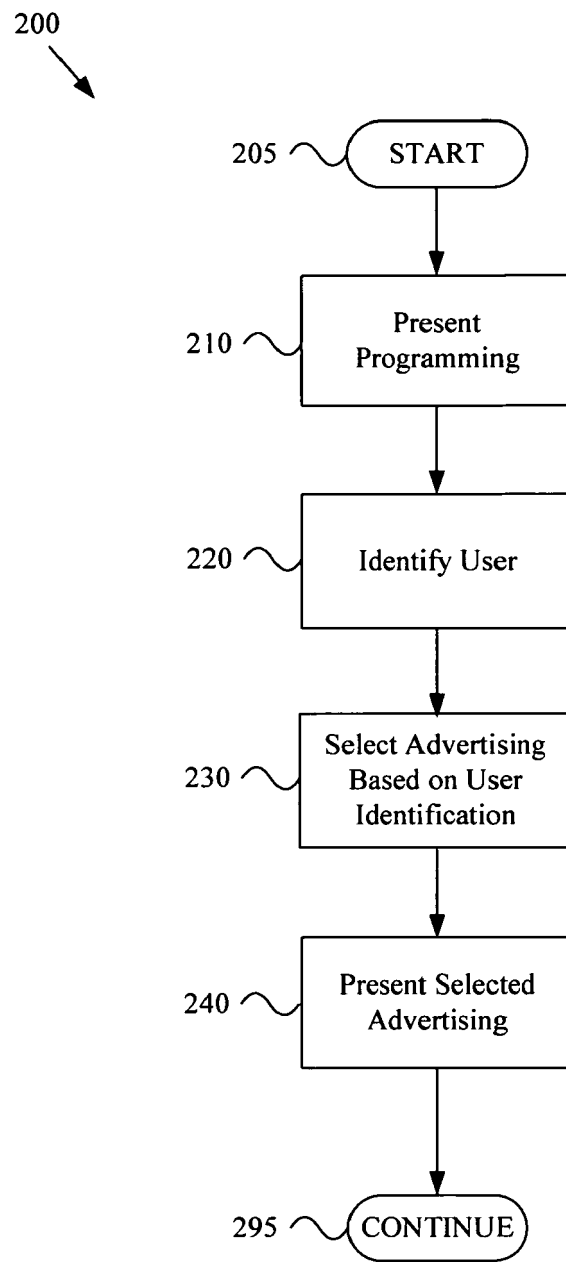 200
205
START
210
Present
Programming
220
Identify User
230
Select Advertising
Based on User
Identification
240
Present Selected
Advertising
295
CONTINUE